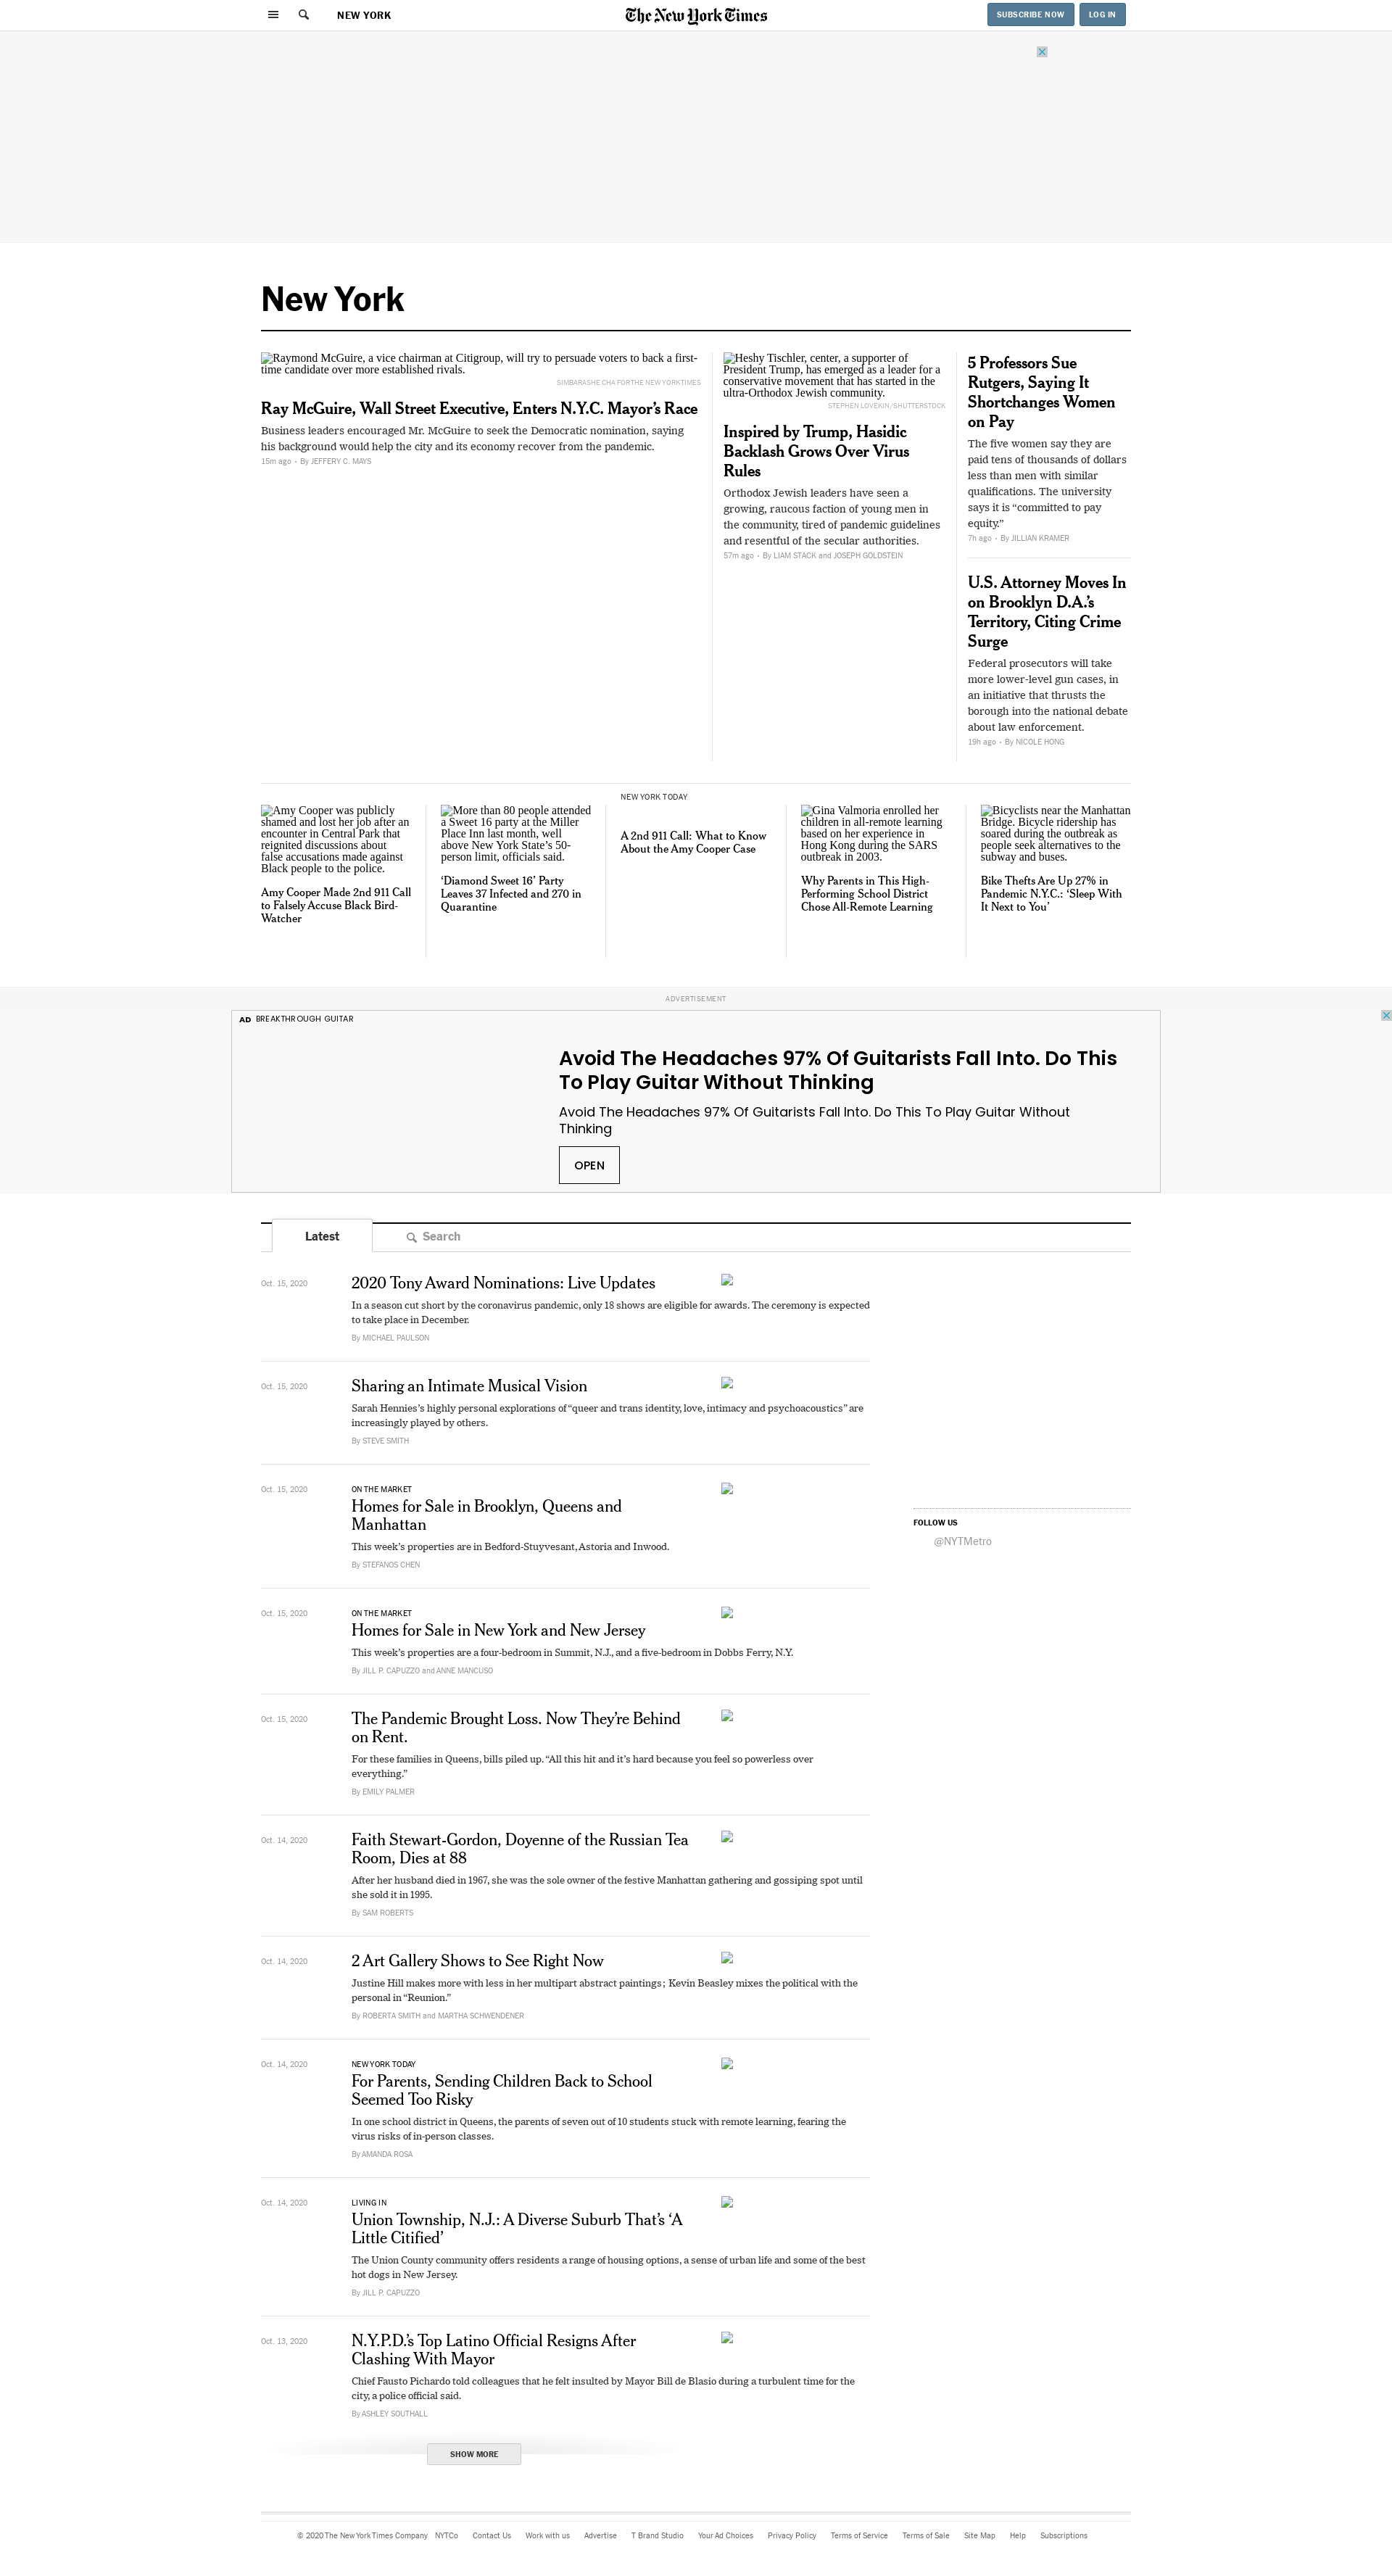 NEW YORK
The New York Times
SUBSCRIBE NOW
LOG IN
New York
Raymond McGuire, a vice chairman at Citigroup, will try to persuade voters to back a first-
time candidate over more established rivals.
SIMBARASHE CHA FOR THE NEW YORK TIMES
Ray McGuire, Wall Street Executive, Enters N.Y.C. Mayor’s Race
Business leaders encouraged Mr. McGuire to seek the Democratic nomination, saying
his background would help the city and its economy recover from the pandemic.
15m ago • By JEFFERY C. MAYS
Heshy Tischler, center, a supporter of
President Trump, has emerged as a leader for a
conservative movement that has started in the
ultra-Orthodox Jewish community.
STEPHEN LOVEKIN/SHUTTERSTOCK
Inspired by Trump, Hasidic
Backlash Grows Over Virus
Rules
Orthodox Jewish leaders have seen a
growing, raucous faction of young men in
the community, tired of pandemic guidelines
and resentful of the secular authorities.
57m ago • By LIAM STACK and JOSEPH GOLDSTEIN
5 Professors Sue
Rutgers, Saying It
Shortchanges Women
on Pay
The five women say they are
paid tens of thousands of dollars
less than men with similar
qualifications. The university
says it is “committed to pay
equity.”
7h ago • By JILLIAN KRAMER
U.S. Attorney Moves In
on Brooklyn D.A.’s
Territory, Citing Crime
Surge
Federal prosecutors will take
more lower-level gun cases, in
an initiative that thrusts the
borough into the national debate
about law enforcement.
19h ago • By NICOLE HONG
Amy Cooper was publicly
shamed and lost her job after an
encounter in Central Park that
reignited discussions about
false accusations made against
Black people to the police.
Amy Cooper Made 2nd 911 Call
to Falsely Accuse Black Bird-
Watcher
More than 80 people attended
a Sweet 16 party at the Miller
Place Inn last month, well
above New York State’s 50-
person limit, officials said.
‘Diamond Sweet 16’ Party
Leaves 37 Infected and 270 in
Quarantine
NEW YORK TODAY
A 2nd 911 Call: What to Know
About the Amy Cooper Case
Gina Valmoria enrolled her
children in all-remote learning
based on her experience in
Hong Kong during the SARS
outbreak in 2003.
Why Parents in This High-
Performing School District
Chose All-Remote Learning
Bicyclists near the Manhattan
Bridge. Bicycle ridership has
soared during the outbreak as
people seek alternatives to the
subway and buses.
Bike Thefts Are Up 27% in
Pandemic N.Y.C.: ‘Sleep With
It Next to You’
ADVERTISEMENT
AD BREAKTHROUGH GUITAR
Avoid The Headaches 97% Of Guitarists Fall Into. Do This
To Play Guitar Without Thinking
Avoid The Headaches 97% Of Guitarists Fall Into. Do This To Play Guitar Without
Thinking
OPEN
Latest
Search
Oct. 15, 2020
2020 Tony Award Nominations: Live Updates
In a season cut short by the coronavirus pandemic, only 18 shows are eligible for awards. The ceremony is expected
to take place in December.
By MICHAEL PAULSON
Oct. 15, 2020
Sharing an Intimate Musical Vision
Sarah Hennies’s highly personal explorations of “queer and trans identity, love, intimacy and psychoacoustics” are
increasingly played by others.
By STEVE SMITH
Oct. 15, 2020
ON THE MARKET
Homes for Sale in Brooklyn, Queens and
Manhattan
This week’s properties are in Bedford-Stuyvesant, Astoria and Inwood.
By STEFANOS CHEN
FOLLOW US
@NYTMetro
Oct. 15, 2020
ON THE MARKET
Homes for Sale in New York and New Jersey
This week’s properties are a four-bedroom in Summit, N.J., and a five-bedroom in Dobbs Ferry, N.Y.
By JILL P. CAPUZZO and ANNE MANCUSO
Oct. 15, 2020
The Pandemic Brought Loss. Now They’re Behind
on Rent.
For these families in Queens, bills piled up. “All this hit and it’s hard because you feel so powerless over
everything.”
By EMILY PALMER
Oct. 14, 2020
Faith Stewart-Gordon, Doyenne of the Russian Tea
Room, Dies at 88
After her husband died in 1967, she was the sole owner of the festive Manhattan gathering and gossiping spot until
she sold it in 1995.
By SAM ROBERTS
Oct. 14, 2020
2 Art Gallery Shows to See Right Now
Justine Hill makes more with less in her multipart abstract paintings; Kevin Beasley mixes the political with the
personal in “Reunion.”
By ROBERTA SMITH and MARTHA SCHWENDENER
Oct. 14, 2020
NEW YORK TODAY
For Parents, Sending Children Back to School
Seemed Too Risky
In one school district in Queens, the parents of seven out of 10 students stuck with remote learning, fearing the
virus risks of in-person classes.
By AMANDA ROSA
Oct. 14, 2020
LIVING IN
Union Township, N.J.: A Diverse Suburb That’s ‘A
Little Citified’
The Union County community offers residents a range of housing options, a sense of urban life and some of the best
hot dogs in New Jersey.
By JILL P. CAPUZZO
Oct. 13, 2020
N.Y.P.D.’s Top Latino Official Resigns After
Clashing With Mayor
Chief Fausto Pichardo told colleagues that he felt insulted by Mayor Bill de Blasio during a turbulent time for the
city, a police official said.
By ASHLEY SOUTHALL
SHOW MORE
© 2020 The New York Times Company NYTCo Contact Us Work with us Advertise T Brand Studio Your Ad Choices Privacy Policy Terms of Service Terms of Sale Site Map Help Subscriptions